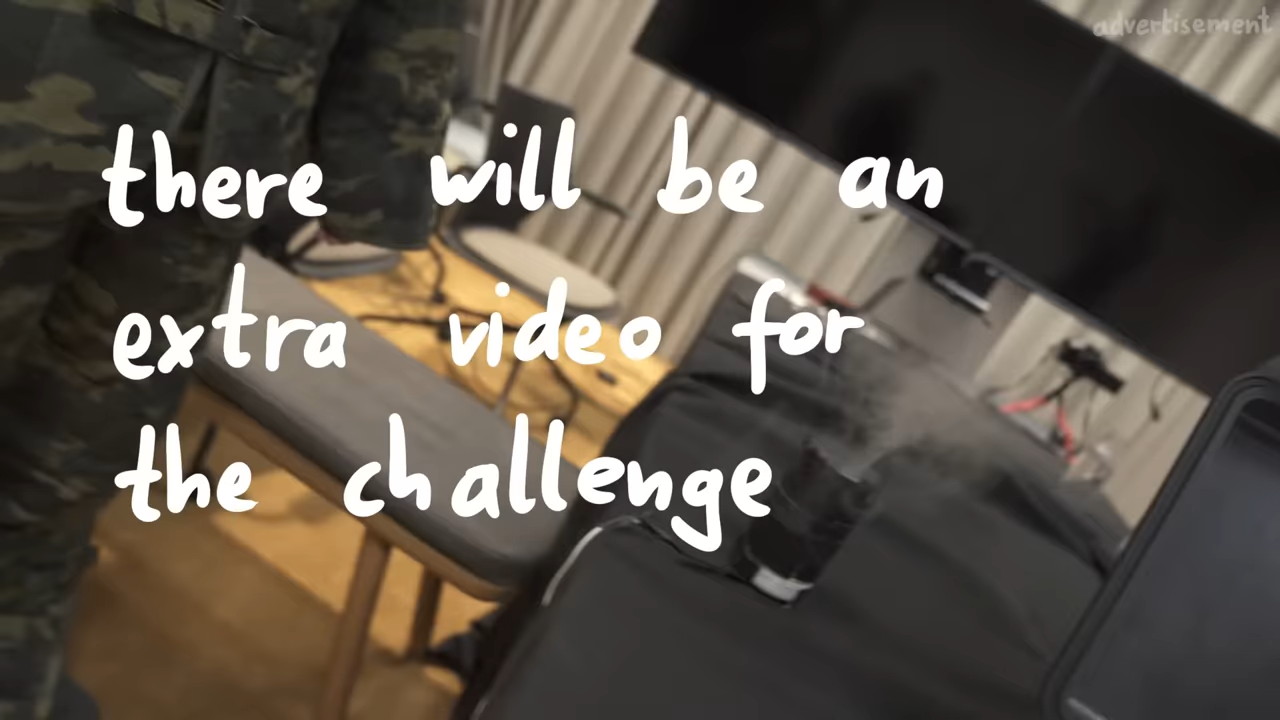 advertisement
there will be an
extra video for
the challenge